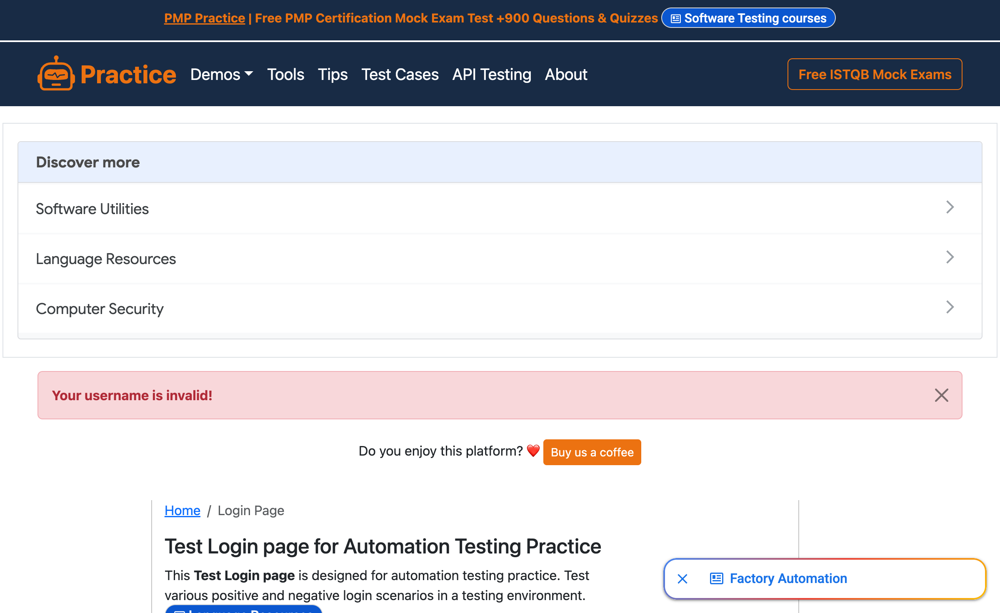 PMP Practice | Free PMP Certification Mock Exam Test +900 Questions & Quizzes Software Testing courses
Practice Demos Tools Tips Test Cases API Testing About Free ISTQB Mock Exams
Discover more
Software Utilities
Language Resources
Computer Security
Your username is invalid!
Do you enjoy this platform? ❤️ Buy us a coffee
Home / Login Page
Test Login page for Automation Testing Practice
This Test Login page is designed for automation testing practice. Test
various positive and negative login scenarios in a testing environment.
Factory Automation
Language Resources